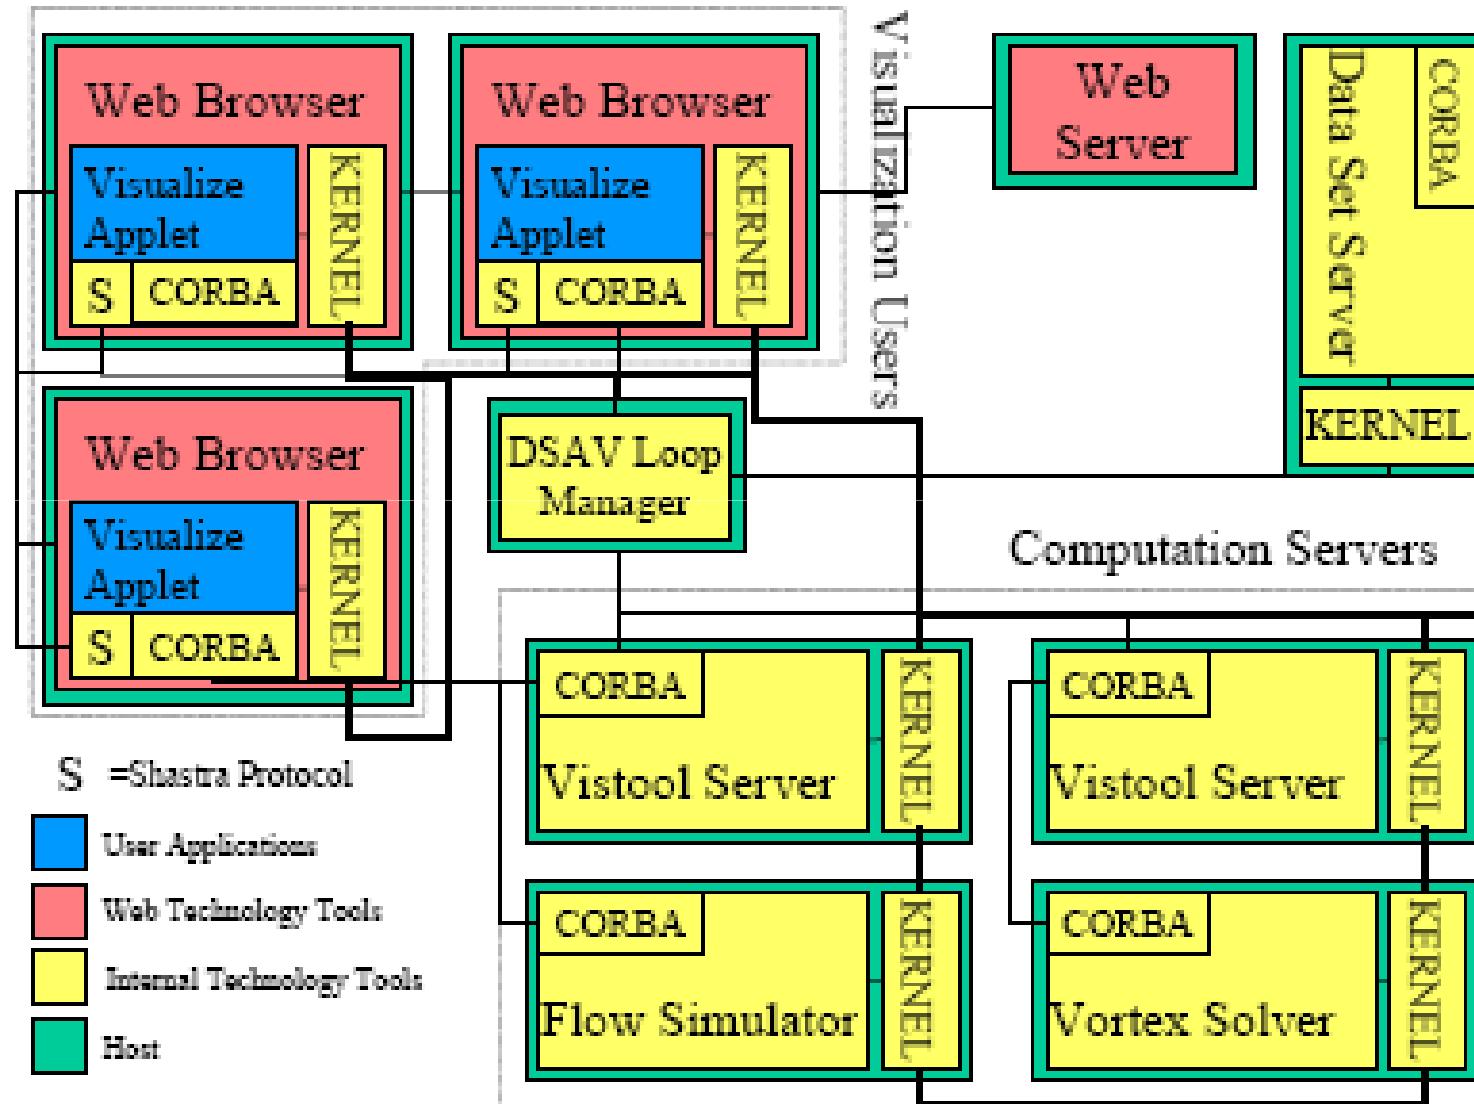 Web Browser
Visualize
Applet
S
CORBA
KERNEL
Web Browser
Visualize
Applet
S
CORBA
KERNEL
Visualization Users
Web
Server
Data Set Server
CORBA
KERNEL
Web Browser
Visualize
Applet
S
CORBA
KERNEL
DSAV Loop
Manager
Computation Servers
CORBA
Vistool Server
KERNEL
CORBA
Vistool Server
KERNEL
CORBA
Flow Simulator
KERNEL
CORBA
Vortex Solver
KERNEL
S =Shastra Protocol
User Applications
Web Technology Tools
Internal Technology Tools
Host